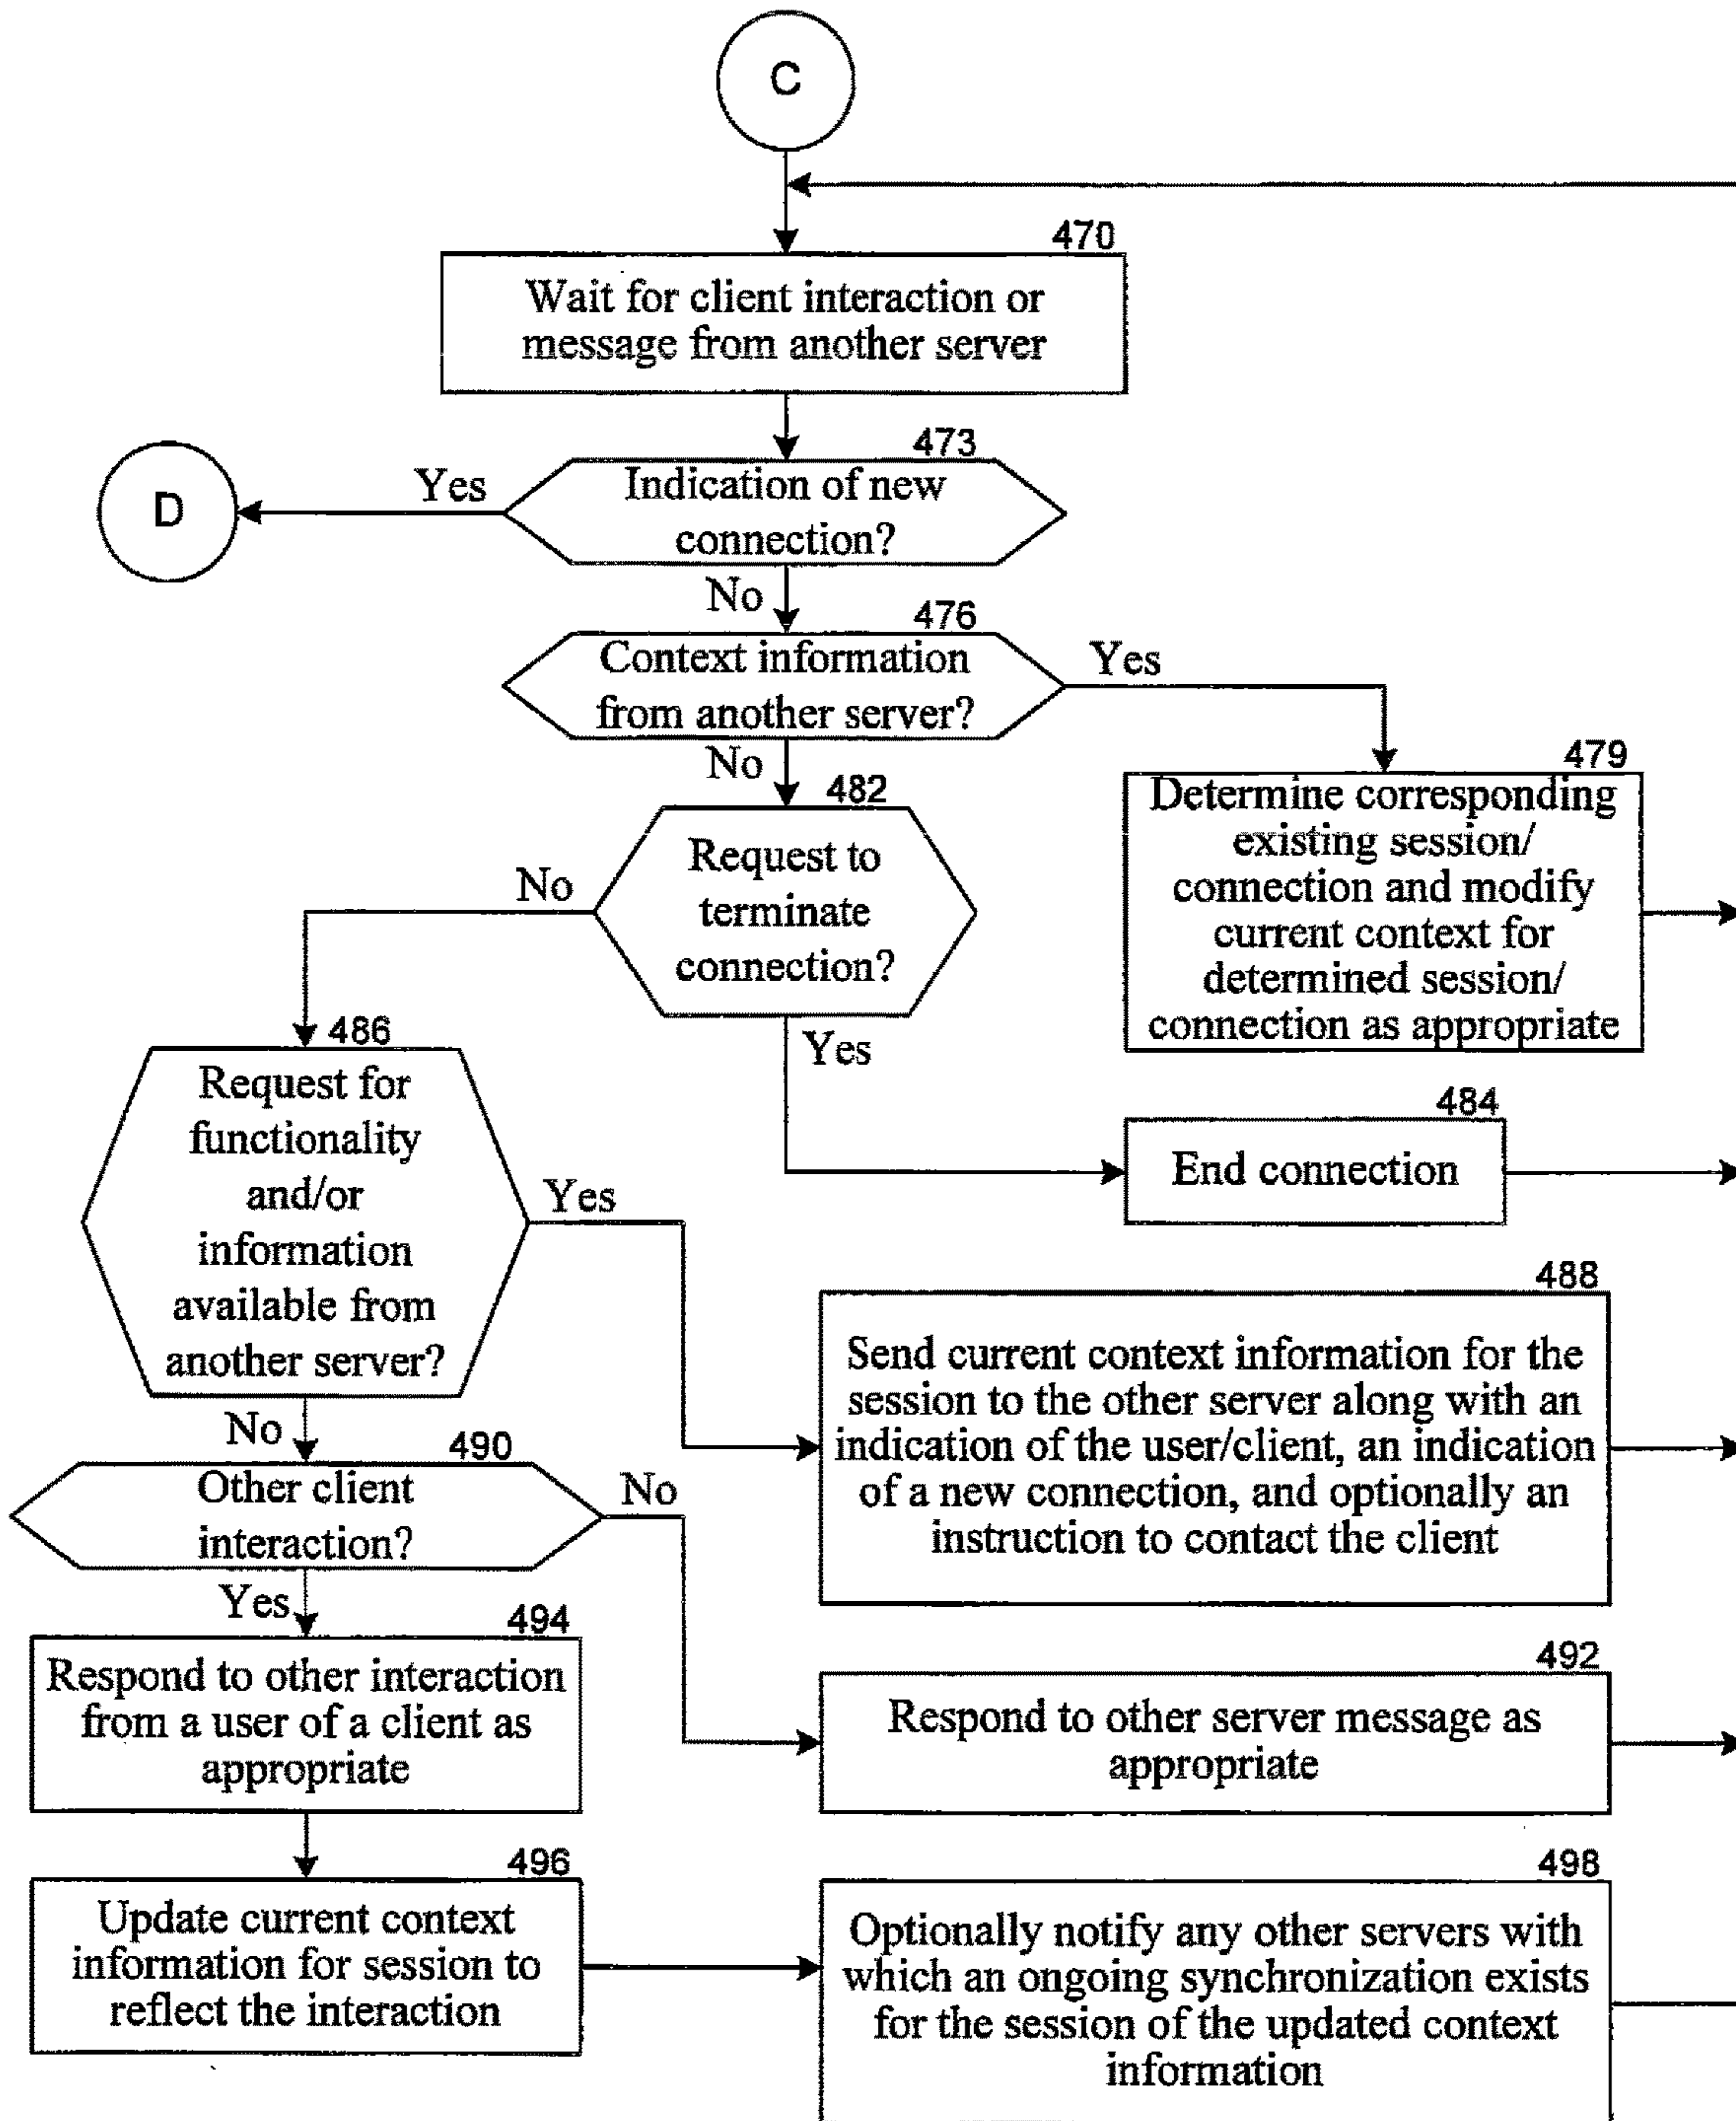 C
470
Wait for client interaction or
message from another server
473
Indication of new
connection?
Yes
D
No
476
Context information
from another server?
Yes
No
479
Determine corresponding
existing session/
connection and modify
current context for
determined session/
connection as appropriate
482
Request to
terminate
connection?
No
Yes
484
End connection
486
Request for
functionality
and/or
information
available from
another server?
Yes
No
488
Send current context information for the
session to the other server along with an
indication of the user/client, an indication
of a new connection, and optionally an
instruction to contact the client
490
Other client
interaction?
No
Yes
492
Respond to other server message as
appropriate
494
Respond to other interaction
from a user of a client as
appropriate
496
Update current context
information for session to
reflect the interaction
498
Optionally notify any other servers with
which an ongoing synchronization exists
for the session of the updated context
information